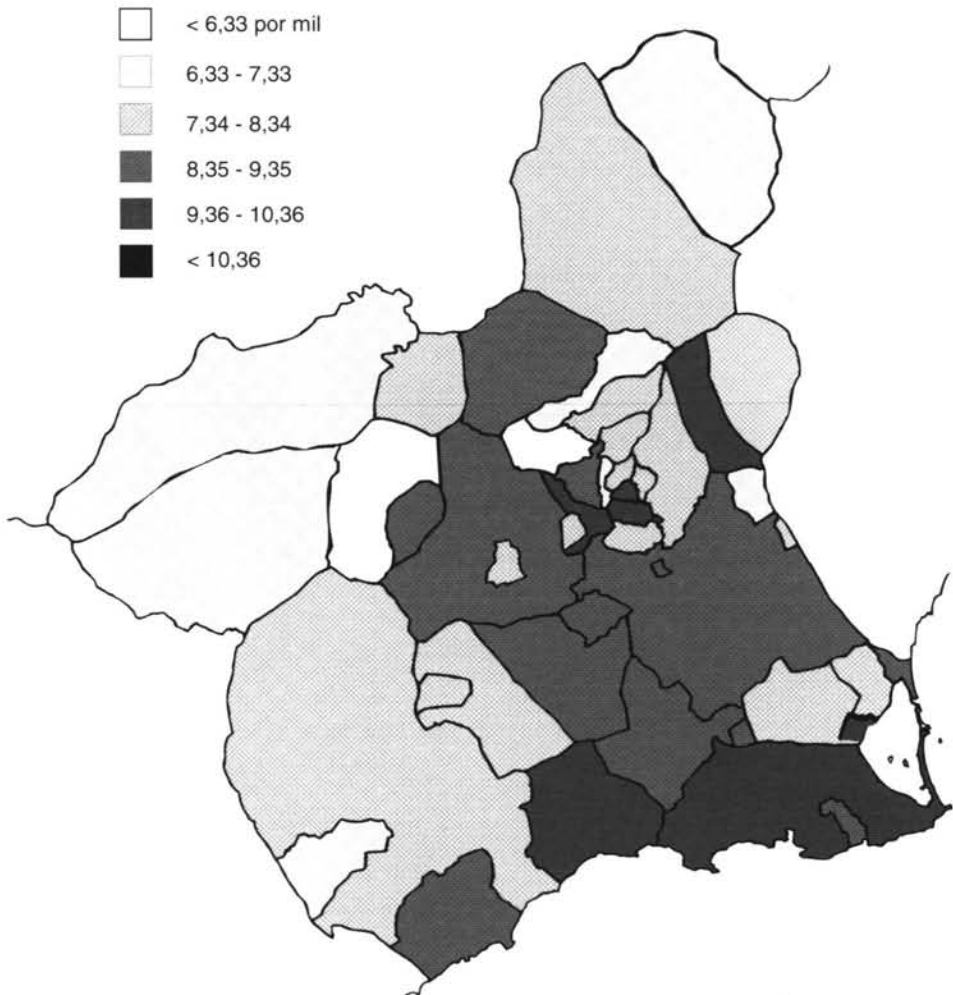 < 6,33 por mil
6,33 - 7,33
7,34 - 8,34
8,35 - 9,35
9,36 - 10,36
< 10,36